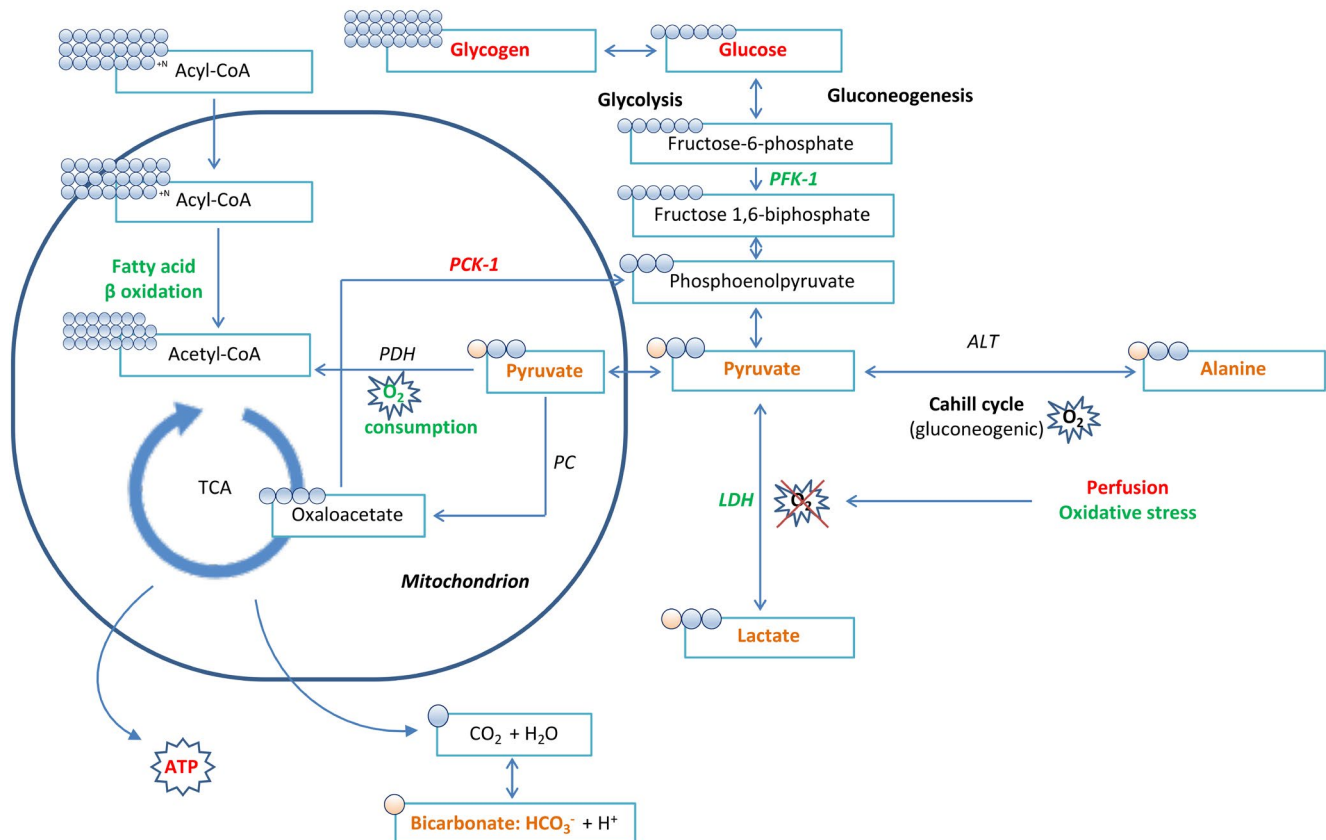 Glycogen
Glucose
Acyl-CoA
+N
Glycolysis
Gluconeogenesis
Fructose-6-phosphate
PFK-1
Acyl-CoA
+N
Fructose 1,6-biphosphate
Fatty acid
β oxidation
PCK-1
Phosphoenolpyruvate
Acetyl-CoA
PDH
Pyruvate
Pyruvate
ALT
Alanine
O₂
consumption
Cahill cycle
(gluconeogenic)
O₂
PC
TCA
Oxaloacetate
LDH
O₂
Perfusion
Oxidative stress
Mitochondrion
Lactate
CO₂ + H₂O
ATP
Bicarbonate: HCO₃⁻ + H⁺